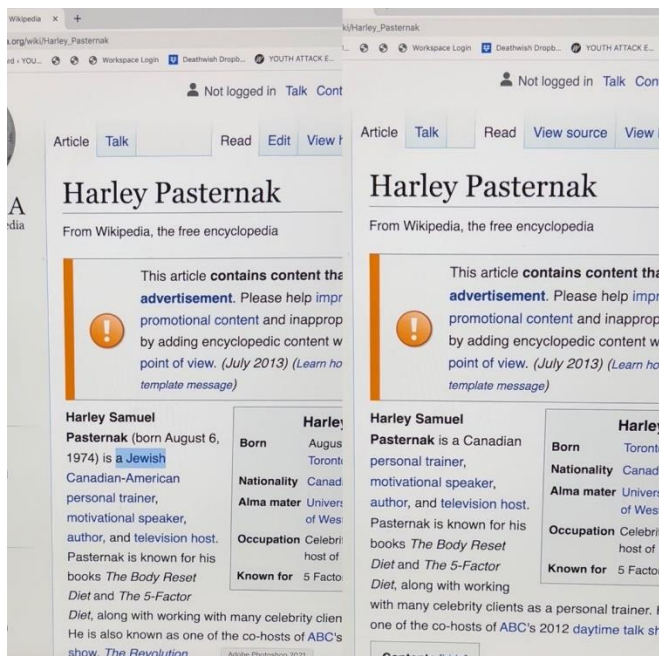 Wikipedia × +
a.org/wiki/Harley_Pasternak
Workspace Login Deathwish Dropb... YOUTH ATTACK E...
Not logged in Talk Cont
Article Talk Read Edit View h
A
edia
Harley Pasternak
From Wikipedia, the free encyclopedia
This article contains content tha
advertisement. Please help impr
promotional content and inapprop
by adding encyclopedic content w
point of view. (July 2013) (Learn ho
template message)
Harley Samuel
Pasternak (born August 6,
1974) is a Jewish
Canadian-American
personal trainer,
motivational speaker,
author, and television host.
Pasternak is known for his
books The Body Reset
Diet and The 5-Factor
Diet, along with working with many celebrity clien
He is also known as one of the co-hosts of ABC's
show, The Revolution
Harley
Born Augus
Toronto
Nationality Canad
Alma mater Univers
of Wes
Occupation Celebri
host of
Known for 5 Facto
Adobe Photoshop 2021
ki/Harley_Pasternak
Workspace Login Deathwish Dropb... YOUTH ATTACK E...
Not logged in Talk Con
Article Talk Read View source View
Harley Pasternak
From Wikipedia, the free encyclopedia
This article contains content tha
advertisement. Please help impr
promotional content and inapprop
by adding encyclopedic content w
point of view. (July 2013) (Learn ho
template message)
Harley Samuel
Pasternak is a Canadian
personal trainer,
motivational speaker,
author, and television host.
Pasternak is known for his
books The Body Reset
Diet and The 5-Factor
Diet, along with working
with many celebrity clients as a personal trainer. H
one of the co-hosts of ABC's 2012 daytime talk sh
Harley
Born Toront
Nationality Canad
Alma mater Univers
of Wes
Occupation Celebri
host of
Known for 5 Facto